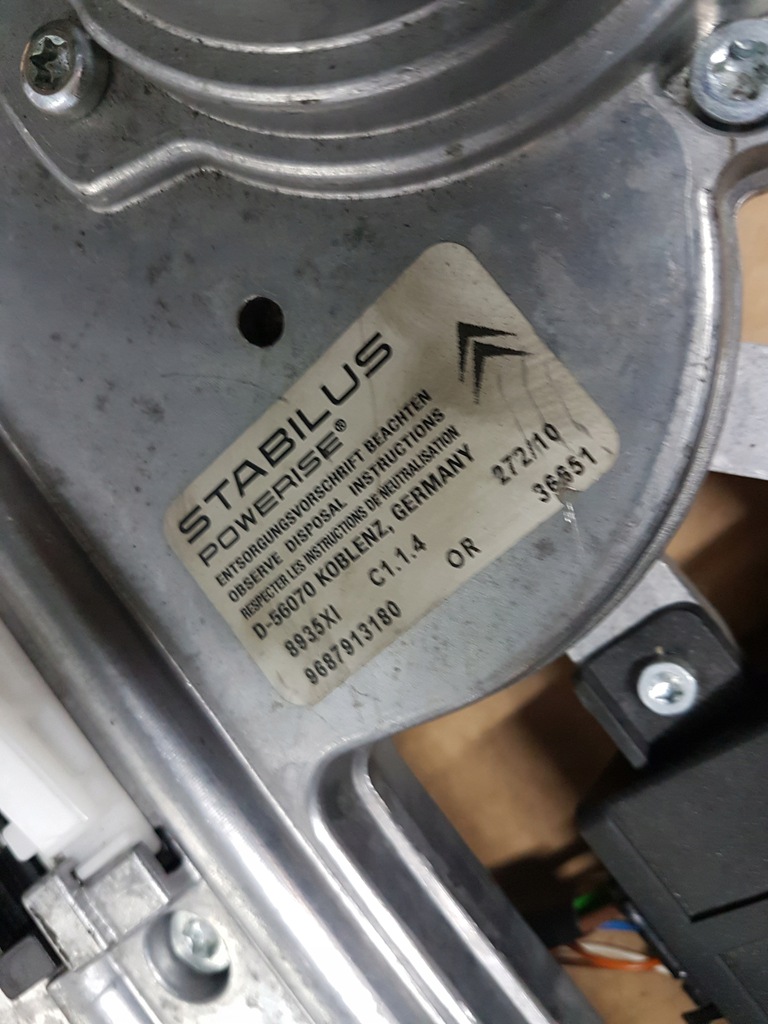 STABILUS
POWERISE®
ENTSORGUNGSVORSCHRIFT BEACHTEN
OBSERVE DISPOSAL INSTRUCTIONS
RESPECTER LES INSTRUCTIONS DE NEUTRALISATION
D-56070 KOBLENZ, GERMANY 272/10
8935XI C1.1.4 OR 36651
9687913180